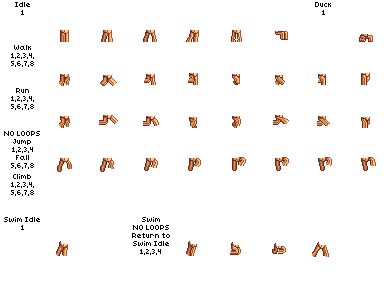 Idle
1
Duck
1
Walk
1,2,3,4,
5,6,7,8
Run
1,2,3,4,
5,6,7,8
NO LOOPS
Jump
1,2,3,4
Fall
5,6,7,8
Climb
1,2,3,4,
5,6,7,8
Swim Idle
1
Swim
NO LOOPS
Return to
Swim Idle
1,2,3,4